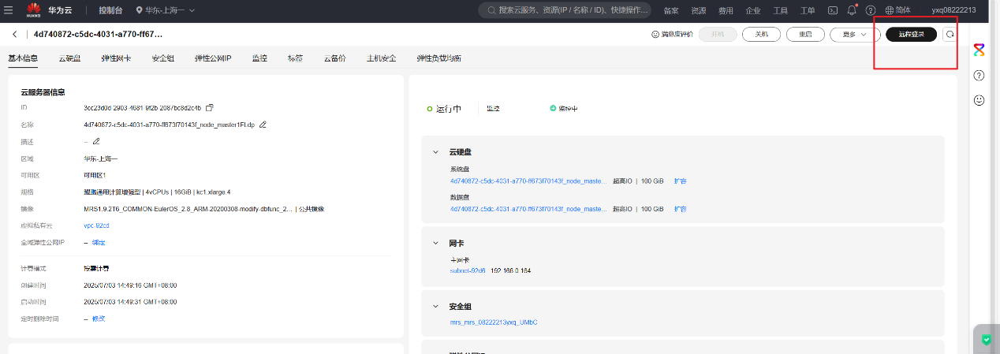 HUAWEI 华为云 控制台 华东-上海一 搜索云服务、资源(IP / 名称 / ID)、快捷操作... 备案 资源 费用 企业 工具 工单 简体 yxq08222213
4d740872-c5dc-4031-a770-ff67... 满意度评价 开机 关机 重启 更多 远程登录
基本信息 云硬盘 弹性网卡 安全组 弹性公网IP 监控 标签 云备份 主机安全 弹性负载均衡
云服务器信息
ID 3cc23d0d-2903-4681-9f2b-2087bc8d2c4b
名称 4d740872-c5dc-4031-a770-ff673f70143f_node_master1FLdp
描述 --
区域 华东-上海一
可用区 可用区1
规格 鲲鹏通用计算增强型 | 4vCPUs | 16GiB | kc1.xlarge.4
镜像 MRS1.9.2T6_COMMON-EulerOS_2.8_ARM-20200308-modify-dbfunc_2... | 公共镜像
虚拟私有云 vpc-92cd
全域弹性公网IP -- 绑定
计费模式 按需计费
创建时间 2025/07/03 14:49:16 GMT+08:00
启动时间 2025/07/03 14:49:31 GMT+08:00
定时删除时间 -- 修改
运行中 监控 监控中
云硬盘
系统盘
4d740872-c5dc-4031-a770-ff673f70143f_node_maste... 超高IO | 100 GiB 扩容
数据盘
4d740872-c5dc-4031-a770-ff673f70143f_node_maste... 超高IO | 100 GiB 扩容
网卡
主网卡
subnet-92d6 192.168.0.164
安全组
mrs_mrs_08222213yxq_UMbC